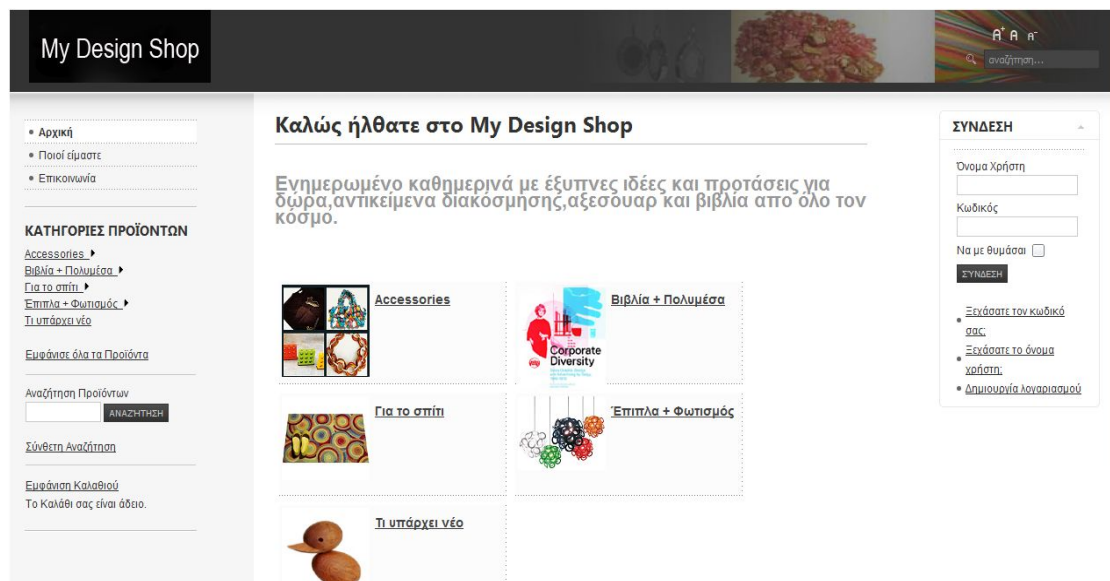 My Design Shop
A+ A A-
αναζήτηση...
Αρχική
Ποιοί είμαστε
Επικοινωνία
ΚΑΤΗΓΟΡΙΕΣ ΠΡΟΪΟΝΤΩΝ
Accessories
Βιβλία + Πολυμέσα
Για το σπίτι
Έπιπλα + Φωτισμός
Τι υπάρχει νέο
Εμφάνισε όλα τα Προϊόντα
Αναζήτηση Προϊόντων
ΑΝΑΖΉΤΗΣΗ
Σύνθετη Αναζήτηση
Εμφάνιση Καλαθιού
Το Καλάθι σας είναι άδειο.
Καλώς ήλθατε στο My Design Shop
Ενημερωμένο καθημερινά με έξυπνες ιδέες και προτάσεις για
δώρα,αντικείμενα διακόσμησης,αξεσουάρ και βιβλία απο όλο τον
κόσμο.
Accessories
Βιβλία + Πολυμέσα
Corporate
Diversity
Για το σπίτι
Έπιπλα + Φωτισμός
Τι υπάρχει νέο
ΣΥΝΔΕΣΗ
Όνομα Χρήστη
Κωδικός
Να με θυμάσαι
ΣΎΝΔΕΣΗ
Ξεχάσατε τον κωδικό
σας;
Ξεχάσατε το όνομα
χρήστη;
Δημιουργία λογαριασμού